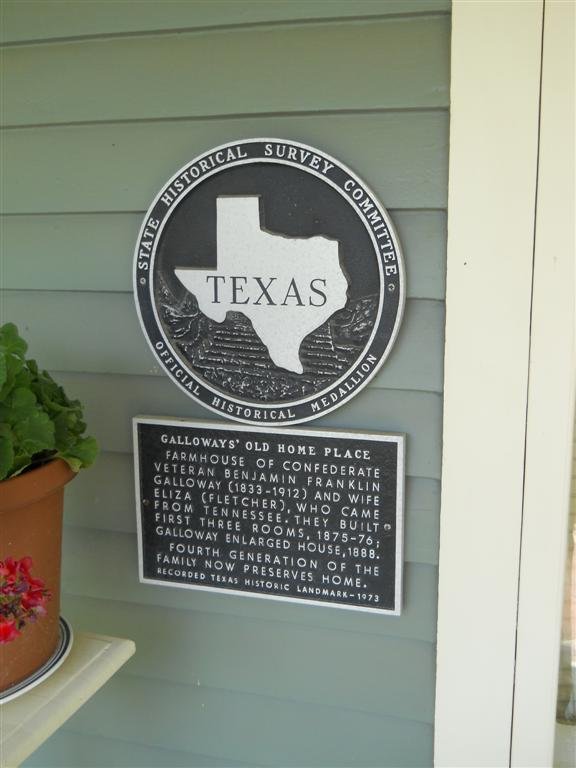 STATE HISTORICAL SURVEY COMMITTEE
TEXAS
OFFICIAL HISTORICAL MEDALLION
GALLOWAYS' OLD HOME PLACE
FARMHOUSE OF CONFEDERATE
VETERAN BENJAMIN FRANKLIN
GALLOWAY (1833-1912) AND WIFE
ELIZA (FLETCHER), WHO CAME
FROM TENNESSEE. THEY BUILT
FIRST THREE ROOMS, 1875-76;
GALLOWAY ENLARGED HOUSE, 1888.
FOURTH GENERATION OF THE
FAMILY NOW PRESERVES HOME.
RECORDED TEXAS HISTORIC LANDMARK-1973